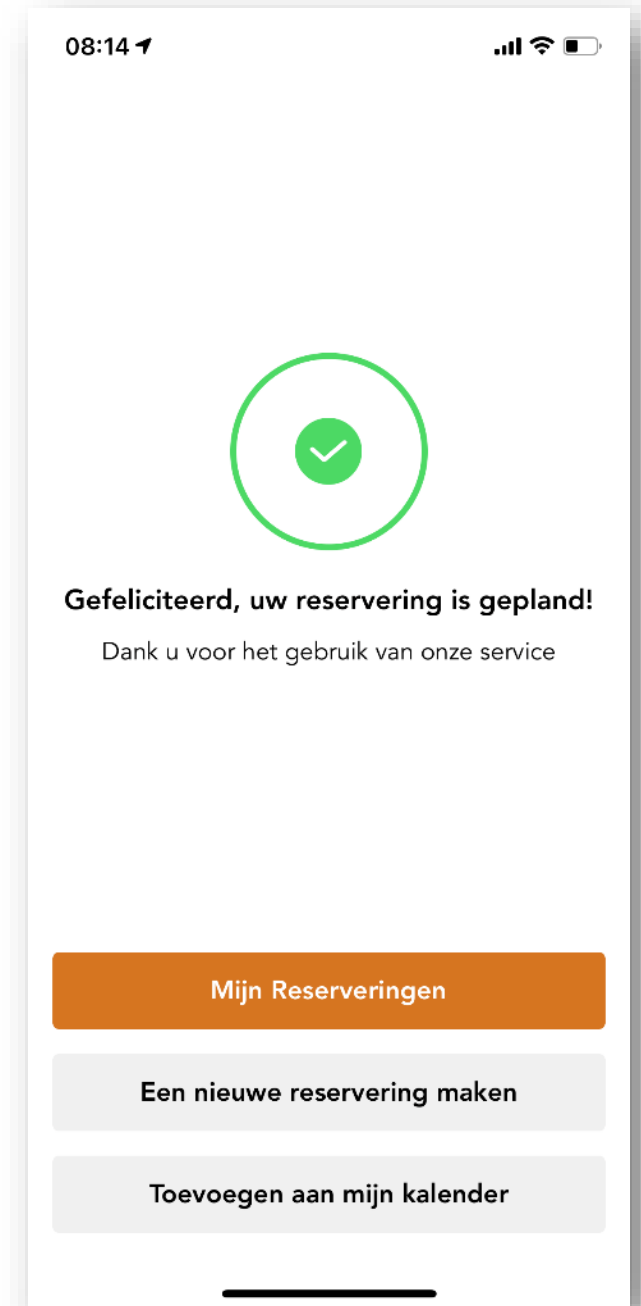 08:14
Gefeliciteerd, uw reservering is gepland!
Dank u voor het gebruik van onze service
Mijn Reserveringen
Een nieuwe reservering maken
Toevoegen aan mijn kalender